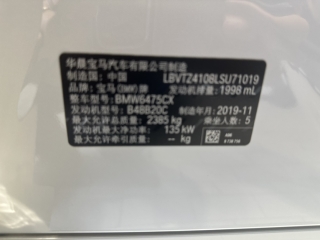 华晨宝马汽车有限公司制造
制造国：中国 LBVTZ4108LSU71019
品牌：宝马(BMW)牌 发动机排量：1998 mL
整车型号：BMW6475CX
发动机型号：B48B20C 制造年月：2019-11
最大允许总质量：2385 kg 乘坐人数：5
发动机最大净功率：135 kW
最大允许牵引质量：-- kg